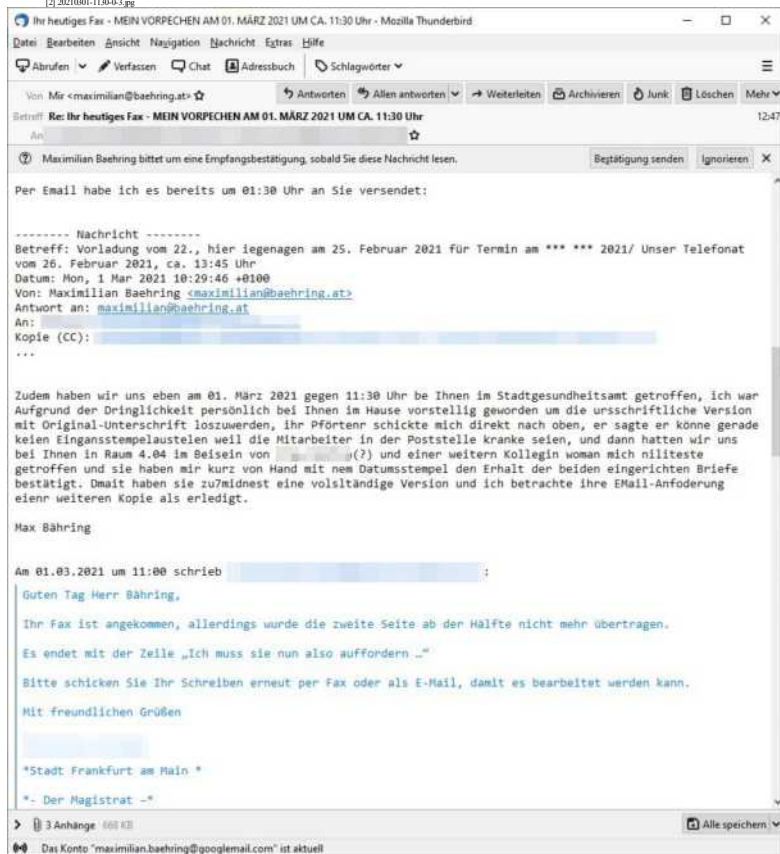 [2] 20210301-1130-0-3.jpg
Ihr heutiges Fax - MEIN VORPECHEN AM 01. MÄRZ 2021 UM CA. 11:30 Uhr - Mozilla Thunderbird
Datei Bearbeiten Ansicht Navigation Nachricht Extras Hilfe
Abrufen Verfassen Chat Adressbuch Schlagwörter
Von Mir <maximilian@baehring.at> Antworten Allen antworten Weiterleiten Archivieren Junk Löschen Mehr
Betreff Re: Ihr heutiges Fax - MEIN VORPECHEN AM 01. MÄRZ 2021 UM CA. 11:30 Uhr 12:47
An
Maximilian Baehring bittet um eine Empfangsbestätigung, sobald Sie diese Nachricht lesen. Bestätigung senden Ignorieren
Per Email habe ich es bereits um 01:30 Uhr an Sie versendet:
-------- Nachricht --------
Betreff: Vorladung vom 22., hier iegenagen am 25. Februar 2021 für Termin am *** *** 2021/ Unser Telefonat
vom 26. Februar 2021, ca. 13:45 Uhr
Datum: Mon, 1 Mar 2021 10:29:46 +0100
Von: Maximilian Baehring <maximilian@baehring.at>
Antwort an: maximilian@baehring.at
An:
Kopie (CC):
...
Zudem haben wir uns eben am 01. März 2021 gegen 11:30 Uhr be Ihnen im Stadtgesundheitsamt getroffen, ich war
Aufgrund der Dringlichkeit persönlich bei Ihnen im Hause vorstellig geworden um die ursschriftliche Version
mit Original-Unterschrift loszuwerden, ihr Pförtenr schickte mich direkt nach oben, er sagte er könne gerade
keien Eingansstempelaustelen weil die Mitarbeiter in der Poststelle kranke seien, und dann hatten wir uns
bei Ihnen in Raum 4.04 im Beisein von (?) und einer weitern Kollegin woman mich niliteste
getroffen und sie haben mir kurz von Hand mit nem Datumsstempel den Erhalt der beiden eingerichten Briefe
bestätigt. Dmait haben sie zu7midnest eine volsltändige Version und ich betrachte ihre EMail-Anfoderung
eienr weiteren Kopie als erledigt.
Max Bähring
Am 01.03.2021 um 11:00 schrieb :
Guten Tag Herr Bähring,
Ihr Fax ist angekommen, allerdings wurde die zweite Seite ab der Hälfte nicht mehr übertragen.
Es endet mit der Zeile „Ich muss sie nun also auffordern …“
Bitte schicken Sie Ihr Schreiben erneut per Fax oder als E-Mail, damit es bearbeitet werden kann.
Mit freundlichen Grüßen
*Stadt Frankfurt am Main *
*- Der Magistrat -*
3 Anhänge 668 KB Alle speichern
Das Konto "maximilian.baehring@googlemail.com" ist aktuell